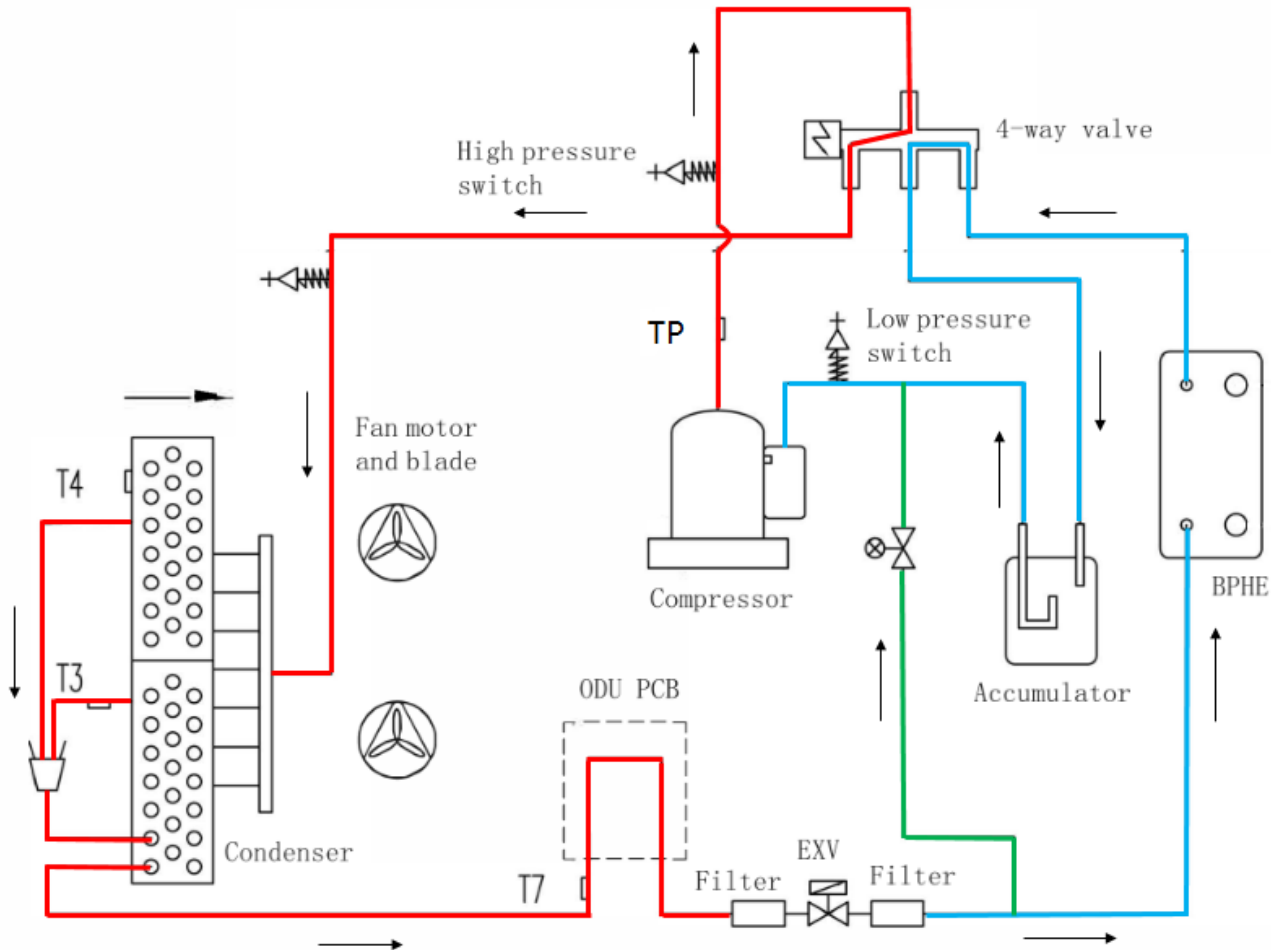 4-way valve
High pressure
switch
TP
Low pressure
switch
Fan motor
and blade
T4
BPHE
Compressor
T3
ODU PCB
Accumulator
Condenser
EXV
T7
Filter
Filter